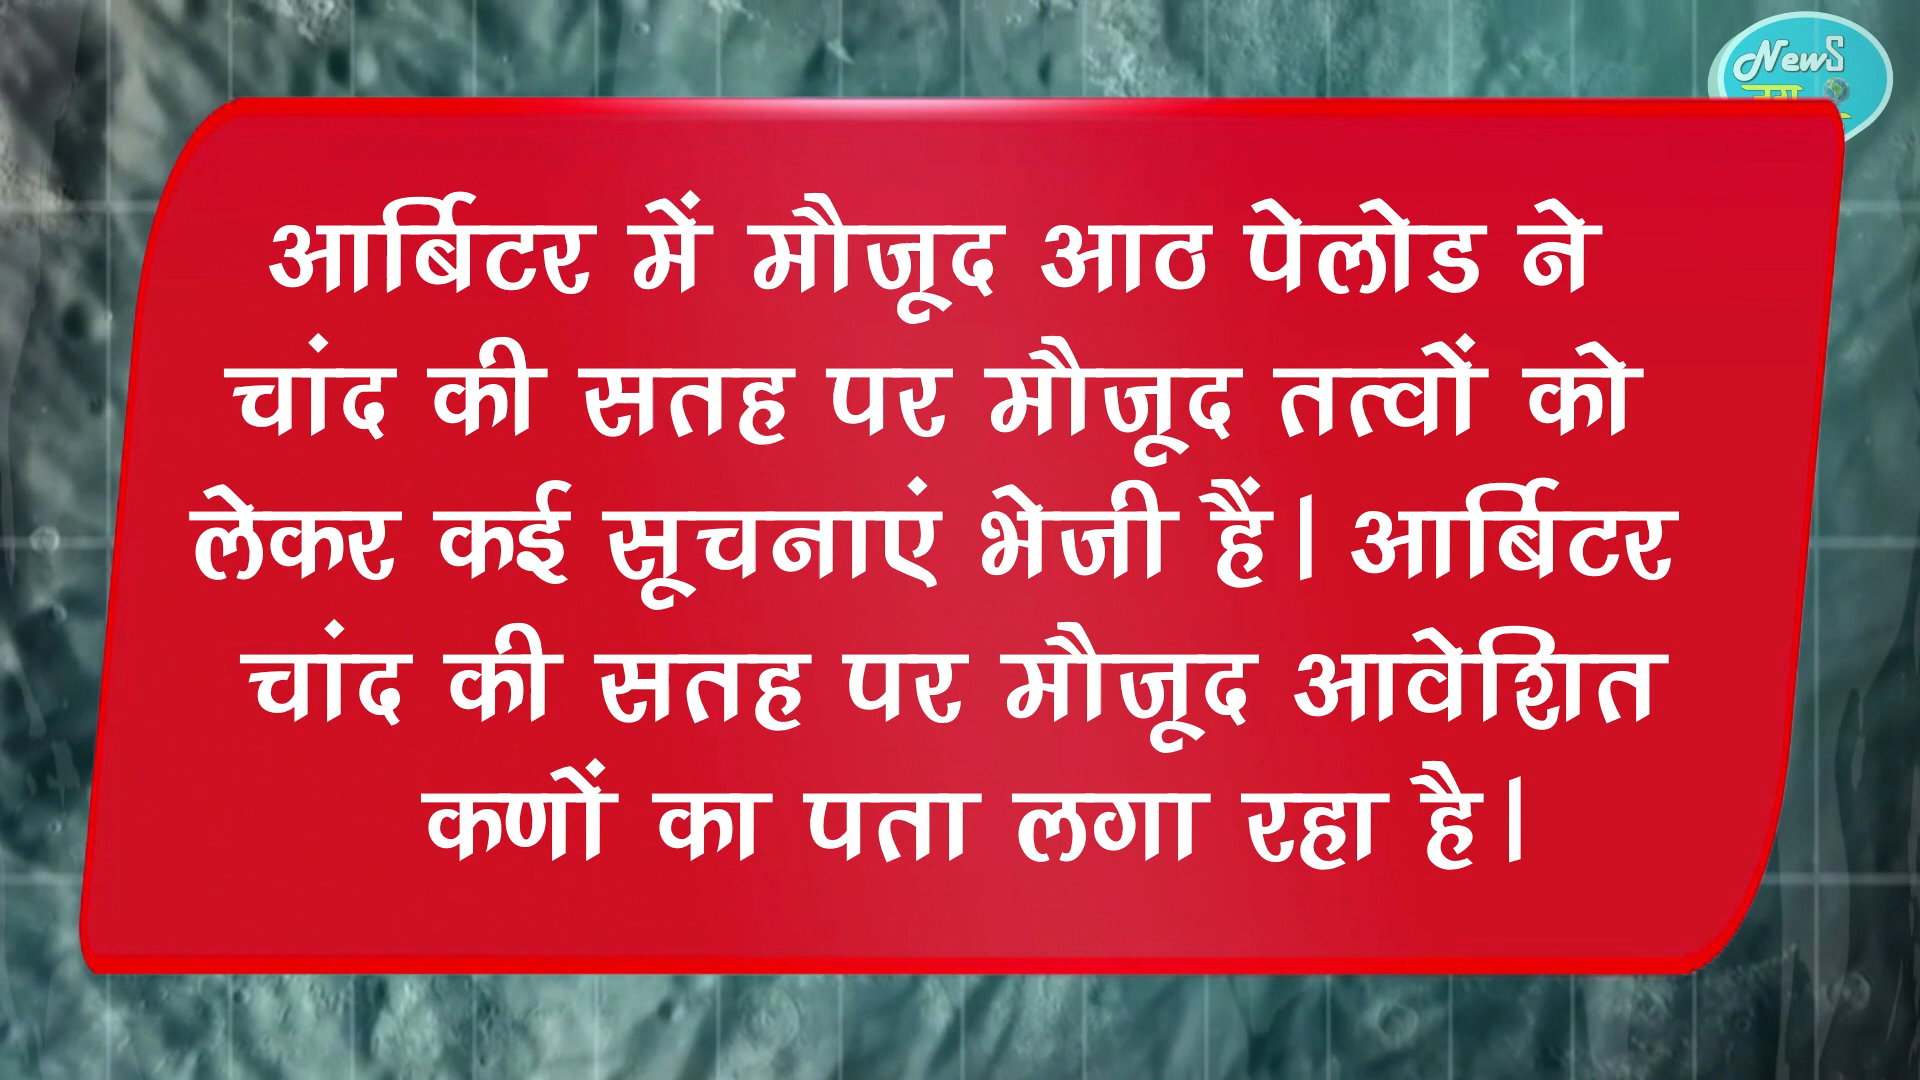 NewS
आर्बिटर में मौजूद आठ पेलोड ने
चांद की सतह पर मौजूद तत्वों को
लेकर कई सूचनाएं भेजी हैं। आर्बिटर
चांद की सतह पर मौजूद आवेशित
कणों का पता लगा रहा है।